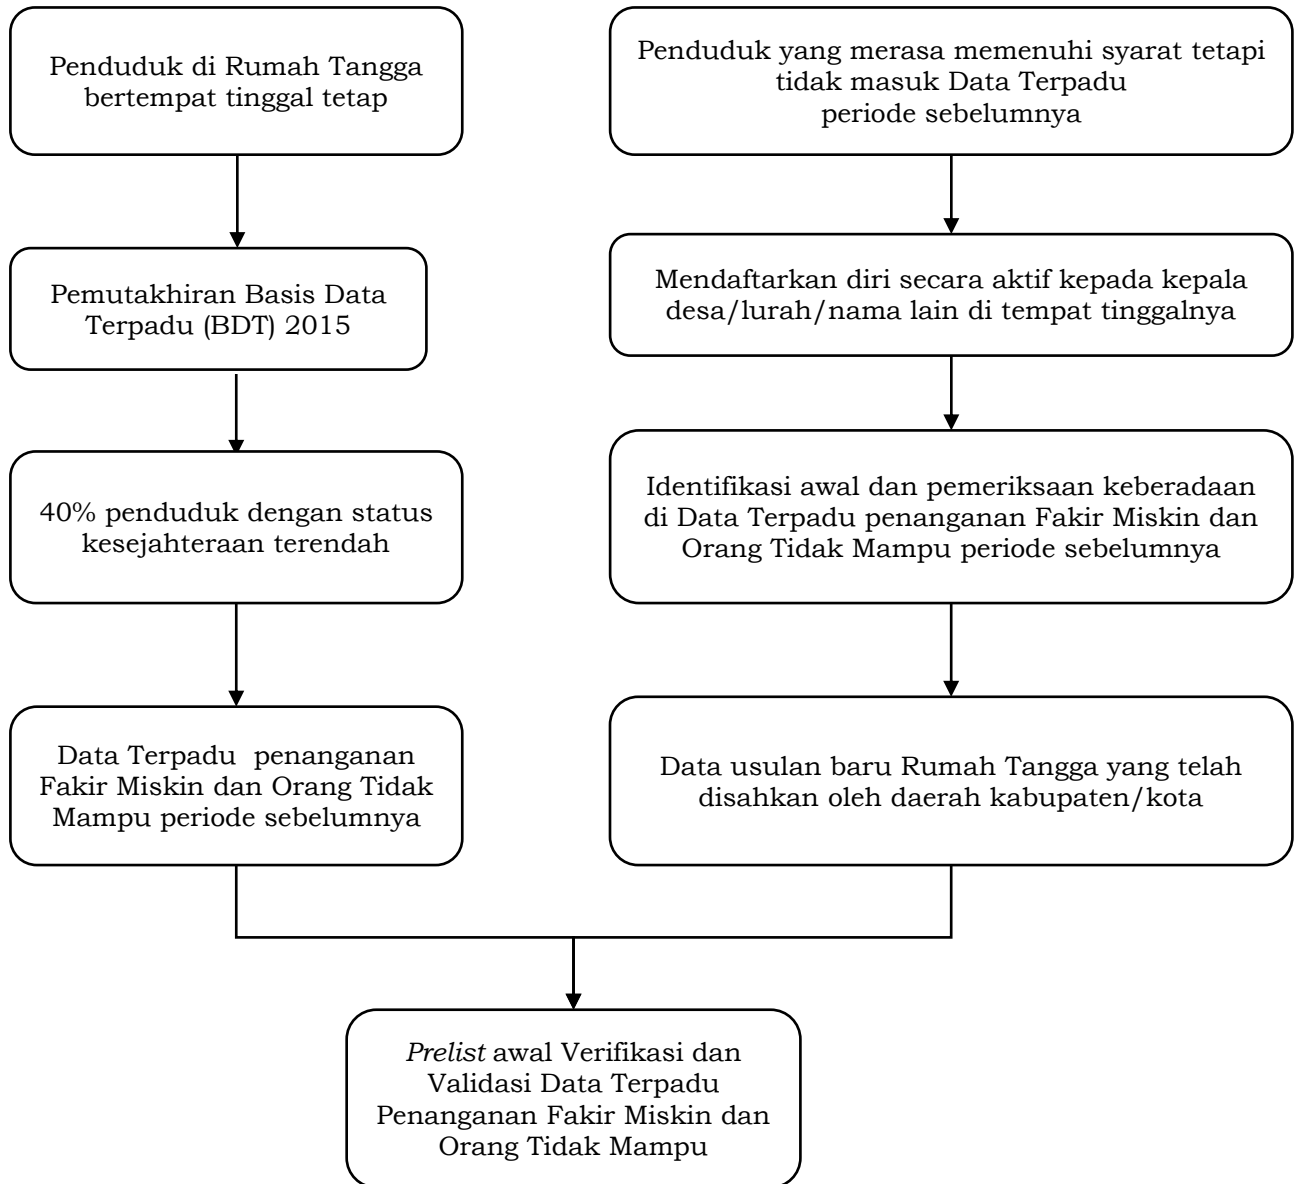 Penduduk di Rumah Tangga
bertempat tinggal tetap
Pemutakhiran Basis Data
Terpadu (BDT) 2015
40% penduduk dengan status
kesejahteraan terendah
Data Terpadu penanganan
Fakir Miskin dan Orang Tidak
Mampu periode sebelumnya
Penduduk yang merasa memenuhi syarat tetapi
tidak masuk Data Terpadu
periode sebelumnya
Mendaftarkan diri secara aktif kepada kepala
desa/lurah/nama lain di tempat tinggalnya
Identifikasi awal dan pemeriksaan keberadaan
di Data Terpadu penanganan Fakir Miskin dan
Orang Tidak Mampu periode sebelumnya
Data usulan baru Rumah Tangga yang telah
disahkan oleh daerah kabupaten/kota
Prelist awal Verifikasi dan
Validasi Data Terpadu
Penanganan Fakir Miskin dan
Orang Tidak Mampu